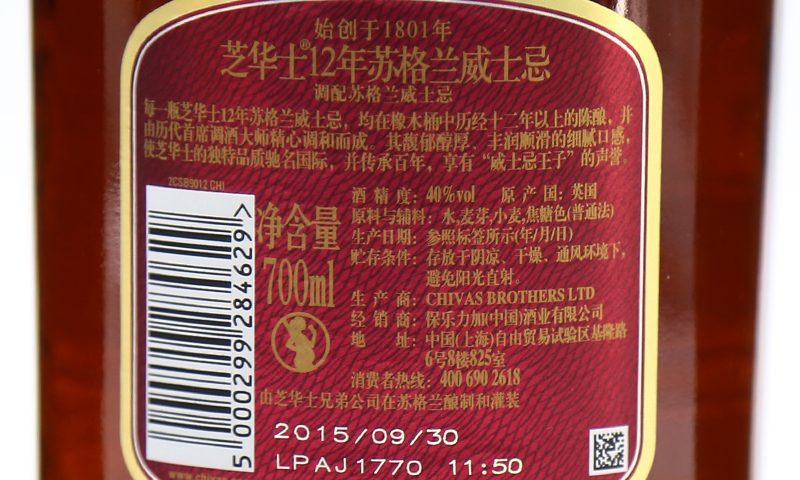 始创于1801年
芝华士®12年苏格兰威士忌
调配苏格兰威士忌
每一瓶芝华士12年苏格兰威士忌，均在橡木桶中历经十二年以上的陈酿，并
由历代首席调酒大师精心调和而成。其馥郁醇厚、丰润顺滑的细腻口感，
使芝华士的独特品质驰名国际，并传承百年，享有“威士忌王子”的声誉。
2CSB9012 CHI
净含量
700ml
酒精度：40%vol 原产国：英国
原料与辅料：水,麦芽,小麦,焦糖色(普通法)
生产日期：参照标签所示(年/月/日)
贮存条件：存放于阴凉、干燥、通风环境下，
避免阳光直射。
生产商：CHIVAS BROTHERS LTD
经销商：保乐力加(中国)酒业有限公司
地址：中国(上海)自由贸易试验区基隆路
6号8楼825室
消费者热线：400 690 2618
由芝华士兄弟公司在苏格兰酿制和灌装
5 000299 284629 >
2015/09/30
LPAJ1770 11:50